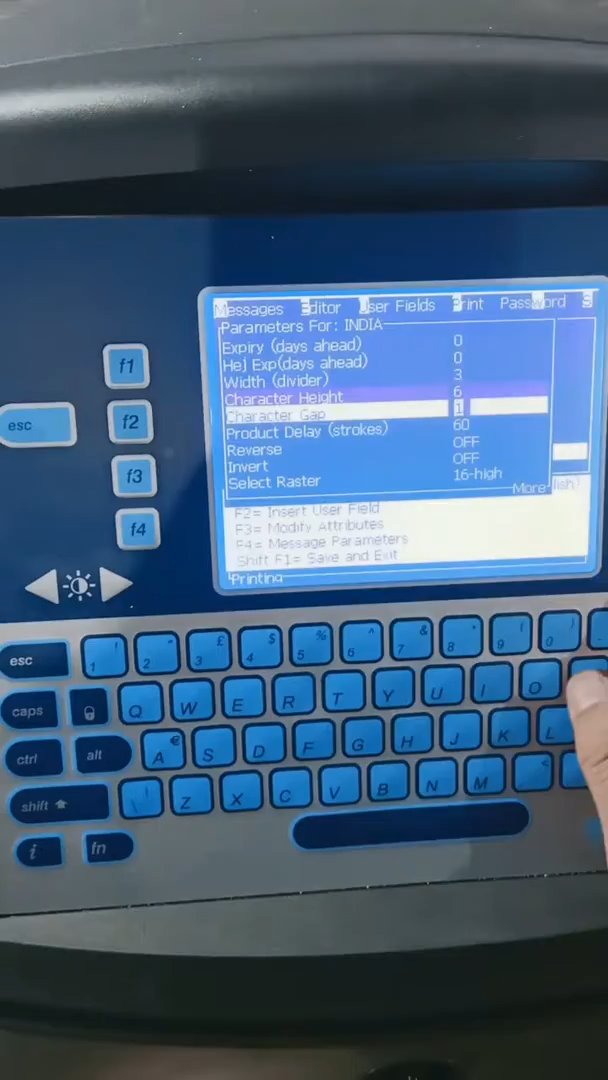 Messages Editor User Fields Print Password S
Parameters For: INDIA
Expiry (days ahead) 0
Hej Exp(days ahead) 0
Width (divider) 3
Character Height 6
Character Gap 1
Product Delay (strokes) 60
Reverse OFF
Invert OFF
Select Raster 16-high
More
lish?
F2= Insert User Field
F3= Modify Attributes
F4= Message Parameters
Shift F1= Save and Exit
Printing
f1
esc
f2
f3
f4
esc 1 ! 2 " 3 £ 4 $ 5 % 6 ^ 7 & 8 * 9 ( 0 )
caps Q W E R T Y U I O
ctrl alt A € S D F G H J K L
shift \ | Z X C V B N M <
i fn